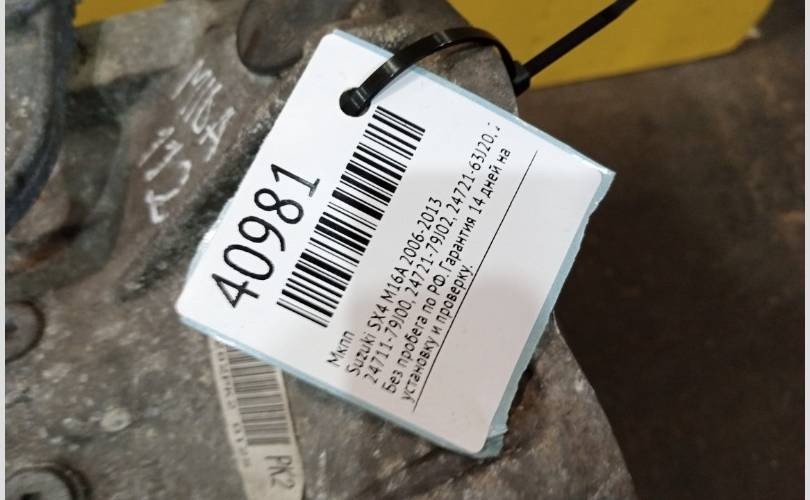 40981
Мкпп
Suzuki SX4 M16A 2006-2013
24711-79J00, 24721-79J02, 24721-63J20,
Без пробега по РФ. Гарантия 14 дней на
установку и проверку.
M16A
PK2